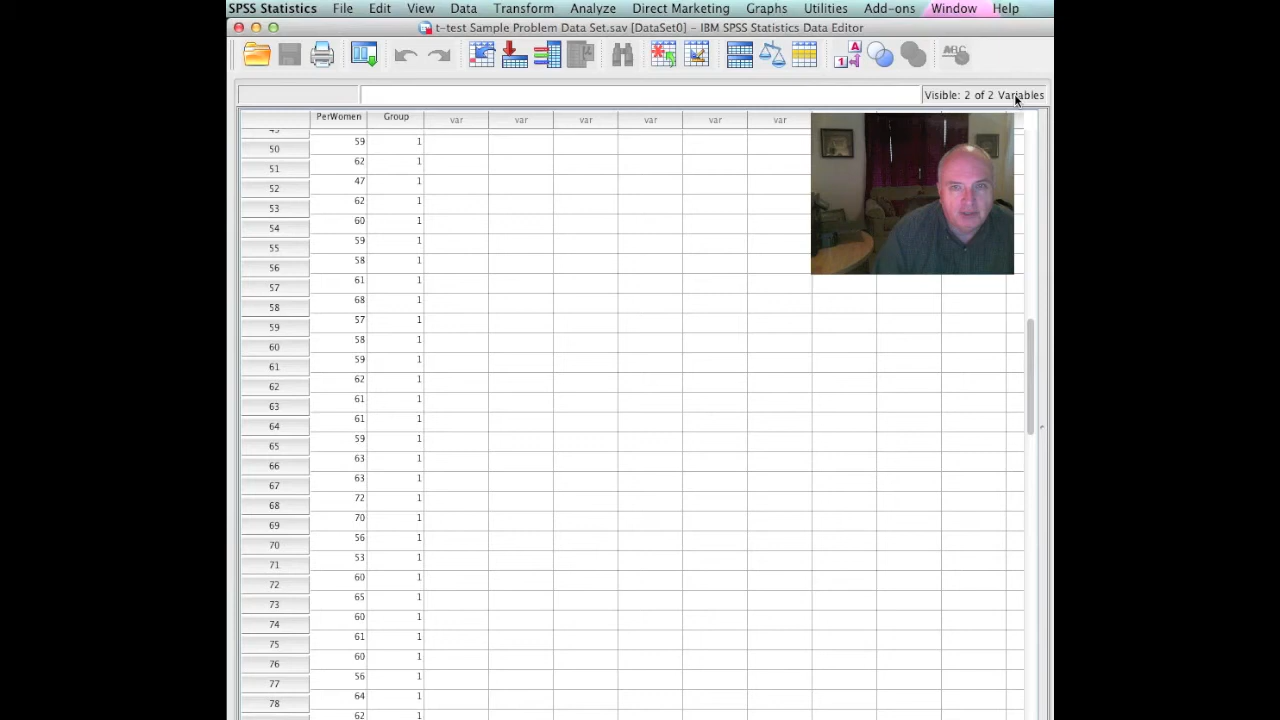 SPSS Statistics File Edit View Data Transform Analyze Direct Marketing Graphs Utilities Add-ons Window Help
t-test Sample Problem Data Set.sav [DataSet0] – IBM SPSS Statistics Data Editor
A
1
ABC
Visible: 2 of 2 Variables
PerWomen Group var var var var var var
49
50 59 1
51 62 1
52 47 1
53 62 1
54 60 1
55 59 1
56 58 1
57 61 1
58 68 1
59 57 1
60 58 1
61 59 1
62 62 1
63 61 1
64 61 1
65 59 1
66 63 1
67 63 1
68 72 1
69 70 1
70 56 1
71 53 1
72 60 1
73 65 1
74 60 1
75 61 1
76 60 1
77 56 1
78 64 1
62 1